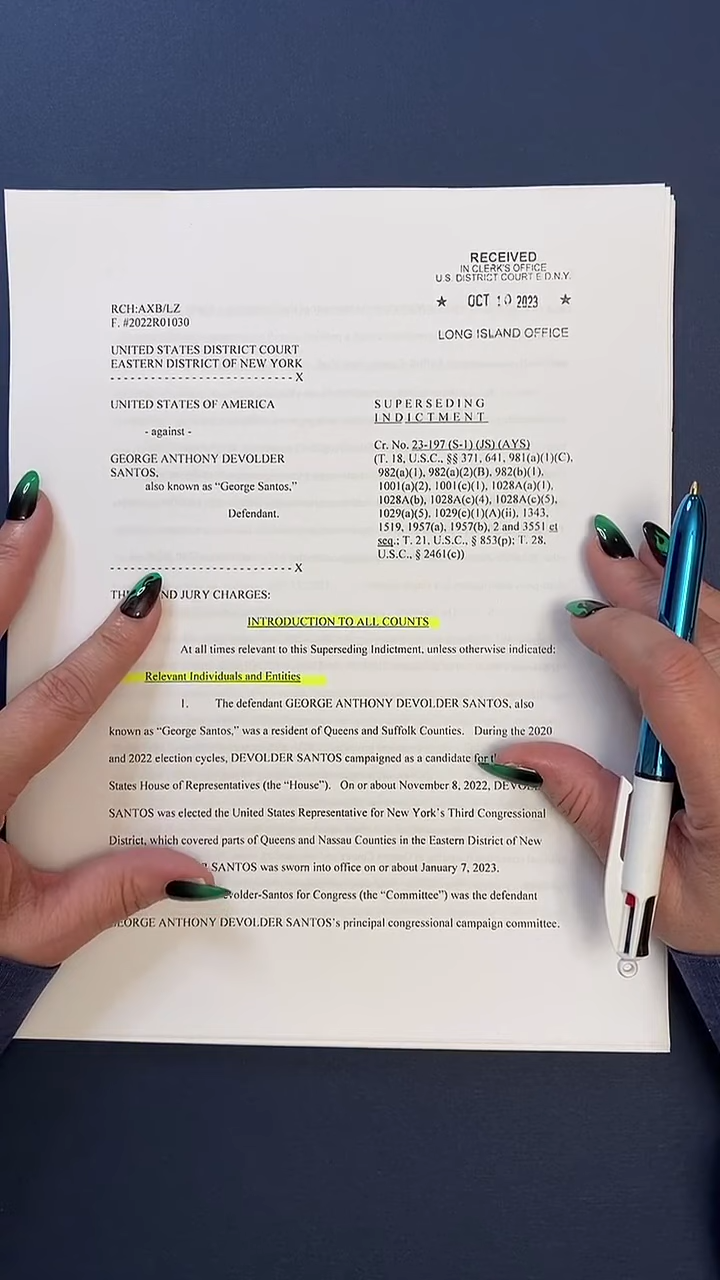 RECEIVED
IN CLERK'S OFFICE
U.S. DISTRICT COURT E.D.N.Y.
★ OCT 10 2023 ★
LONG ISLAND OFFICE
RCH:AXB/LZ
F. #2022R01030
UNITED STATES DISTRICT COURT
EASTERN DISTRICT OF NEW YORK
- - - - - - - - - - - - - - - - - - - - - - - - - - - - X
UNITED STATES OF AMERICA
- against -
GEORGE ANTHONY DEVOLDER
SANTOS,
also known as “George Santos,”
Defendant.
- - - - - - - - - - - - - - - - - - - - - - - - - - - - X
SUPERSEDING
INDICTMENT
Cr. No. 23-197 (S-1) (JS) (AYS)
(T. 18, U.S.C., §§ 371, 641, 981(a)(1)(C),
982(a)(1), 982(a)(2)(B), 982(b)(1),
1001(a)(2), 1001(c)(1), 1028A(a)(1),
1028A(b), 1028A(c)(4), 1028A(c)(5),
1029(a)(5), 1029(c)(1)(A)(ii), 1343,
1519, 1957(a), 1957(b), 2 and 3551 et
seq.; T. 21, U.S.C., § 853(p); T. 28,
U.S.C., § 2461(c))
JURY CHARGES:
INTRODUCTION TO ALL COUNTS
At all times relevant to this Superseding Indictment, unless otherwise indicated:
Relevant Individuals and Entities
1. The defendant GEORGE ANTHONY DEVOLDER SANTOS, also
known as “George Santos,” was a resident of Queens and Suffolk Counties. During the 2020
and 2022 election cycles, DEVOLDER SANTOS campaigned as a candidate for
States House of Representatives (the “House”). On or about November 8, 2022,
SANTOS was elected the United States Representative for New York’s Third Congressional
District, which covered parts of Queens and Nassau Counties in the Eastern District of New
SANTOS was sworn into office on or about January 7, 2023.
Devolder-Santos for Congress (the “Committee”) was the defendant
GEORGE ANTHONY DEVOLDER SANTOS’s principal congressional campaign committee.